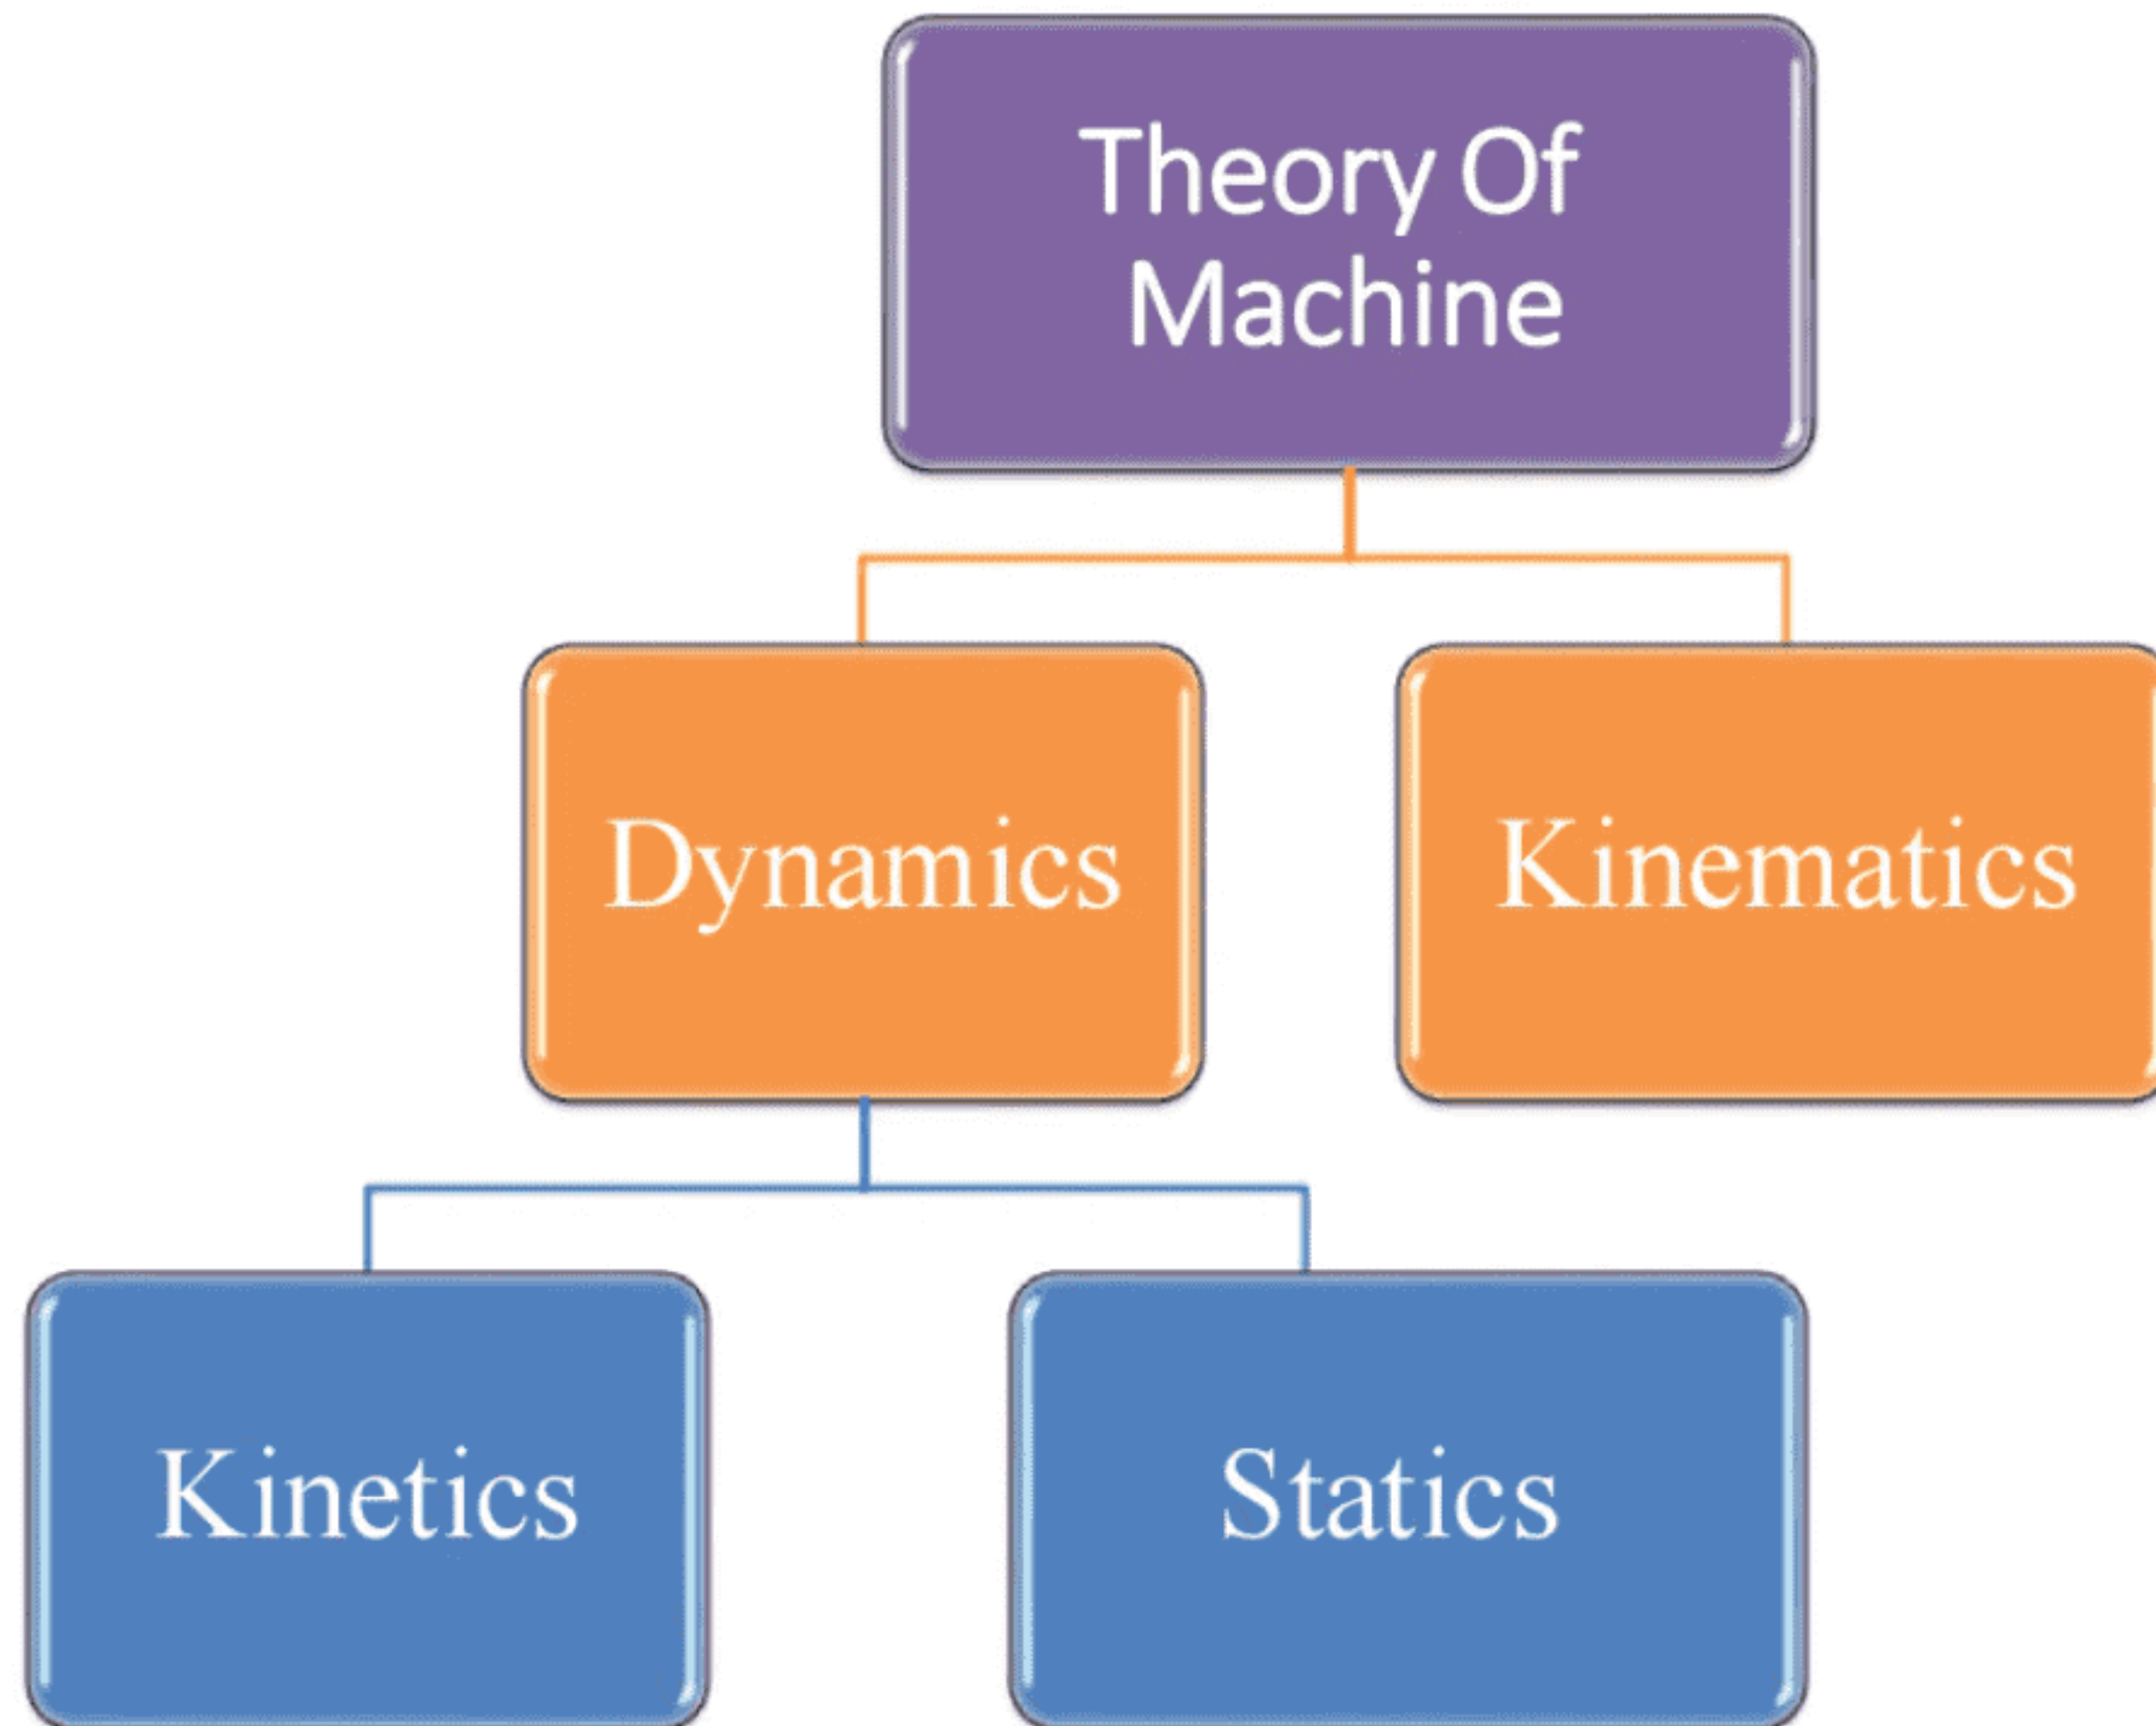 Theory Of
Machine
Dynamics
Kinematics
Kinetics
Statics